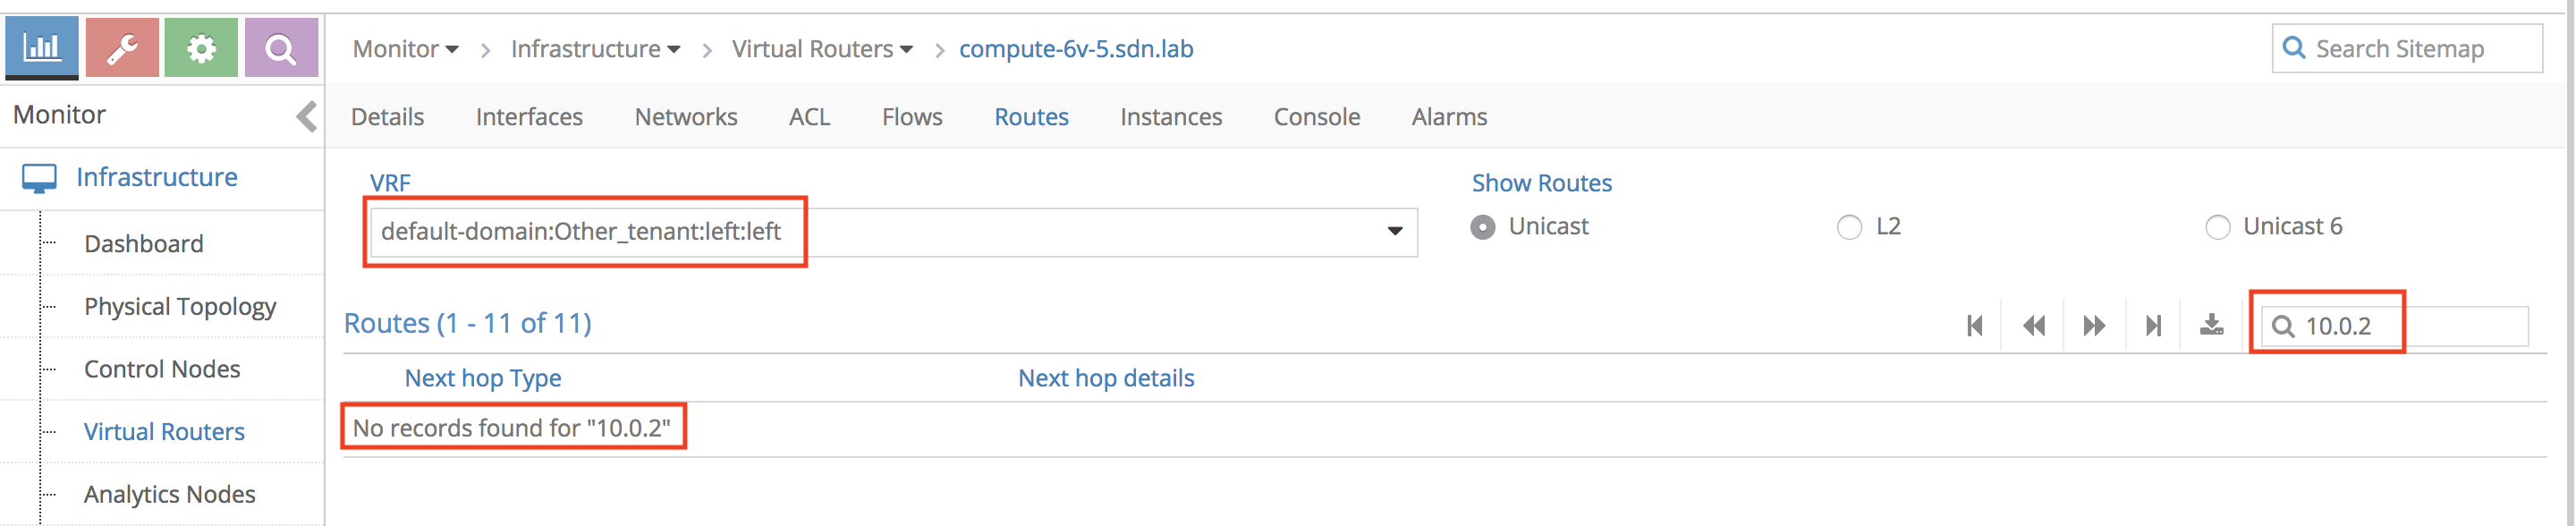 Monitor > Infrastructure > Virtual Routers > compute-6v-5.sdn.lab
Search Sitemap
Monitor
Details Interfaces Networks ACL Flows Routes Instances Console Alarms
Infrastructure
Dashboard
Physical Topology
Control Nodes
Virtual Routers
Analytics Nodes
VRF
default-domain:Other_tenant:left:left
Show Routes
Unicast L2 Unicast 6
Routes (1 - 11 of 11)
10.0.2
Next hop Type Next hop details
No records found for "10.0.2"